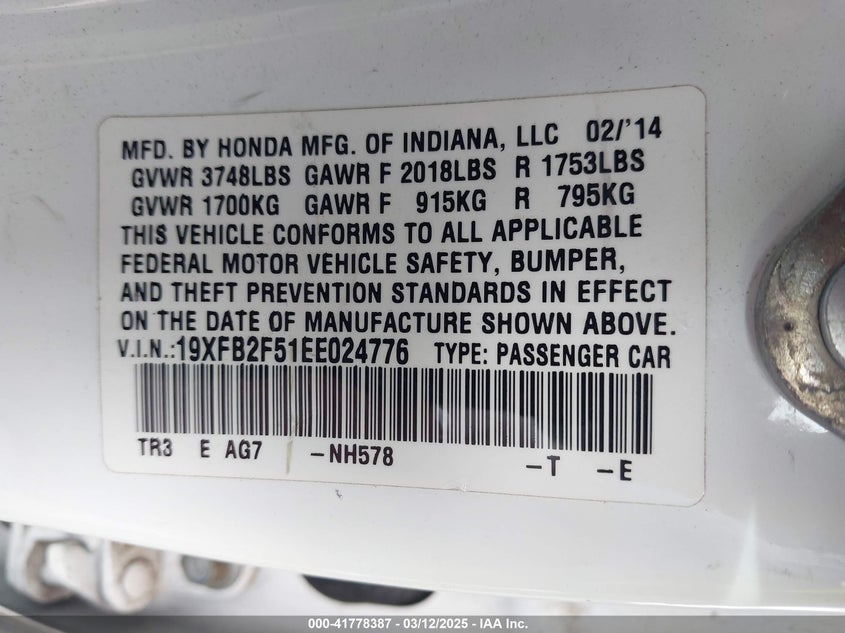 MFD. BY HONDA MFG. OF INDIANA, LLC 02/'14
GVWR 3748LBS GAWR F 2018LBS R 1753LBS
GVWR 1700KG GAWR F 915KG R 795KG
THIS VEHICLE CONFORMS TO ALL APPLICABLE
FEDERAL MOTOR VEHICLE SAFETY, BUMPER,
AND THEFT PREVENTION STANDARDS IN EFFECT
ON THE DATE OF MANUFACTURE SHOWN ABOVE.
V.I.N.:19XFB2F51EE024776 TYPE: PASSENGER CAR
TR3 E AG7 -NH578 -T -E
000-41778387 - 03/12/2025 - IAA Inc.